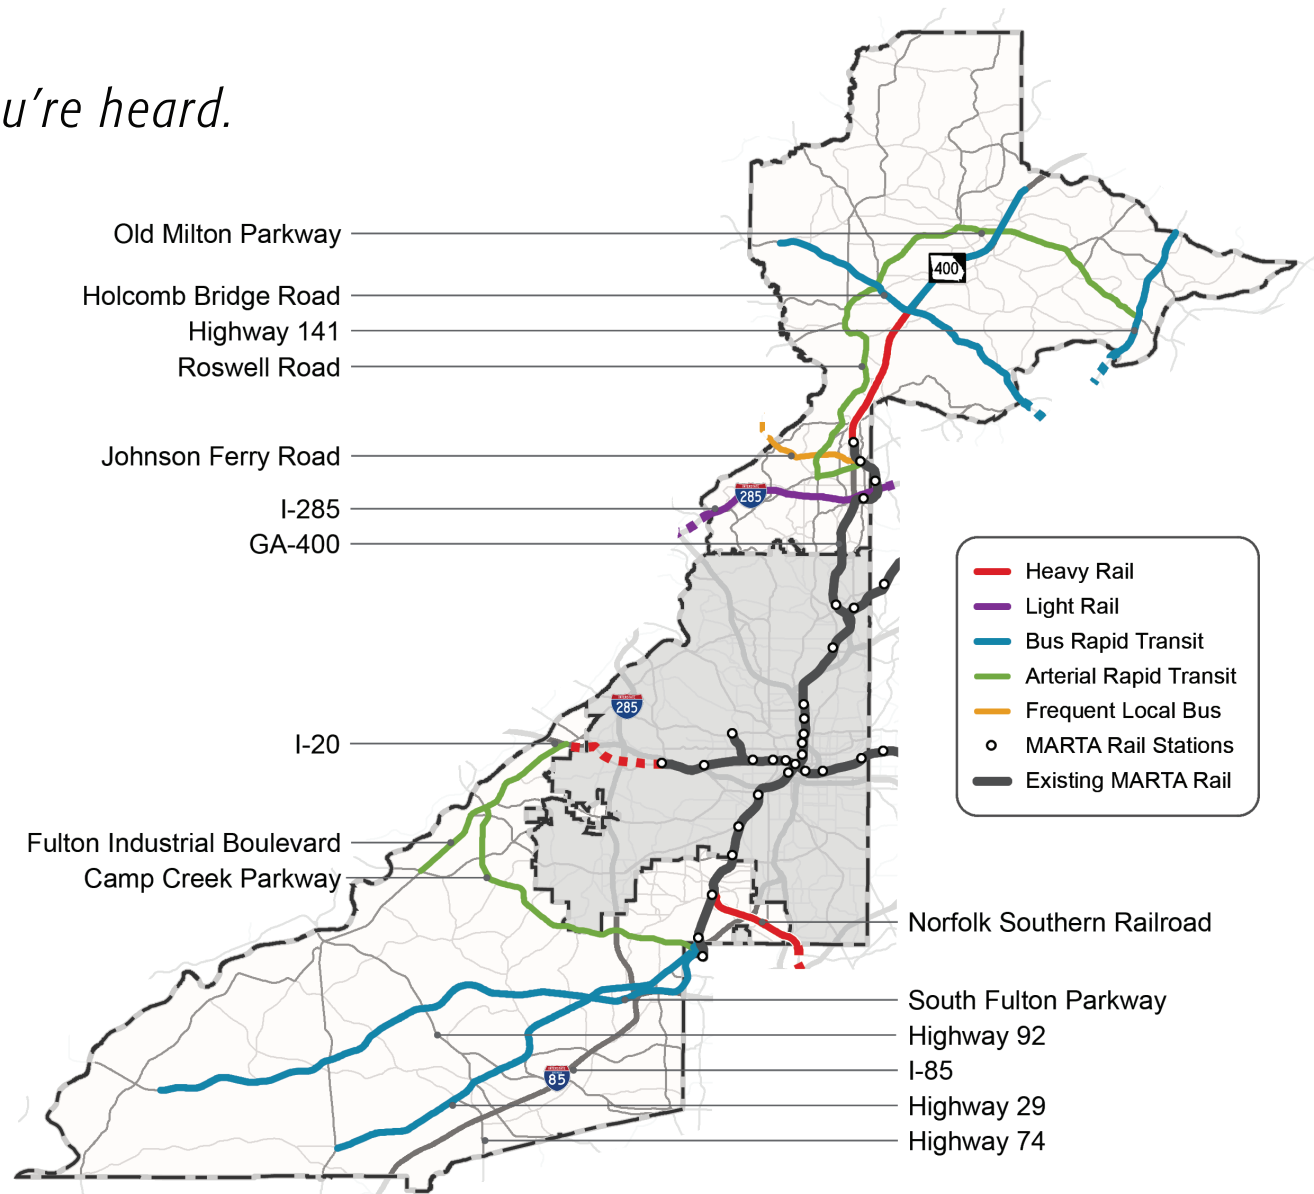 u're heard.
Old Milton Parkway
Holcomb Bridge Road
Highway 141
Roswell Road
Johnson Ferry Road
I-285
GA-400
I-20
Fulton Industrial Boulevard
Camp Creek Parkway
400
285
285
85
Heavy Rail
Light Rail
Bus Rapid Transit
Arterial Rapid Transit
Frequent Local Bus
MARTA Rail Stations
Existing MARTA Rail
Norfolk Southern Railroad
South Fulton Parkway
Highway 92
I-85
Highway 29
Highway 74